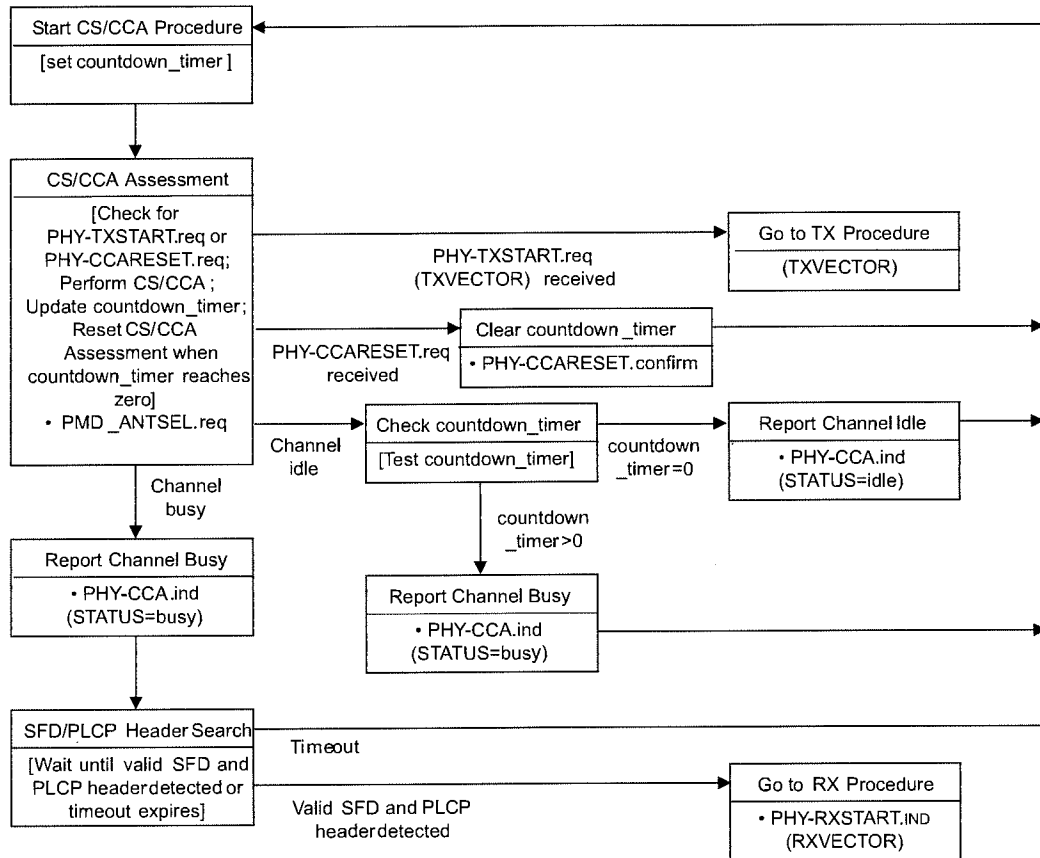 Start CS/CCA Procedure
[set countdown_timer ]
CS/CCA Assessment
[Check for
PHY-TXSTART.req or
PHY-CCARESET.req;
Perform CS/CCA ;
Update countdown_timer;
Reset CS/CCA
Assessment when
countdown_timer reaches
zero]
• PMD _ANTSEL.req
PHY-TXSTART.req
(TXVECTOR) received
Go to TX Procedure
(TXVECTOR)
PHY-CCARESET.req
received
Clear countdown _timer
• PHY-CCARESET.confirm
Channel
idle
Check countdown_timer
[Test countdown_timer]
countdown
_timer=0
Report Channel Idle
• PHY-CCA.ind
(STATUS=idle)
Channel
busy
countdown
_timer>0
Report Channel Busy
• PHY-CCA.ind
(STATUS=busy)
Report Channel Busy
• PHY-CCA.ind
(STATUS=busy)
SFD/PLCP Header Search
[Wait until valid SFD and
PLCP header detected or
timeout expires]
Timeout
Valid SFD and PLCP
header detected
Go to RX Procedure
• PHY-RXSTART.IND
(RXVECTOR)